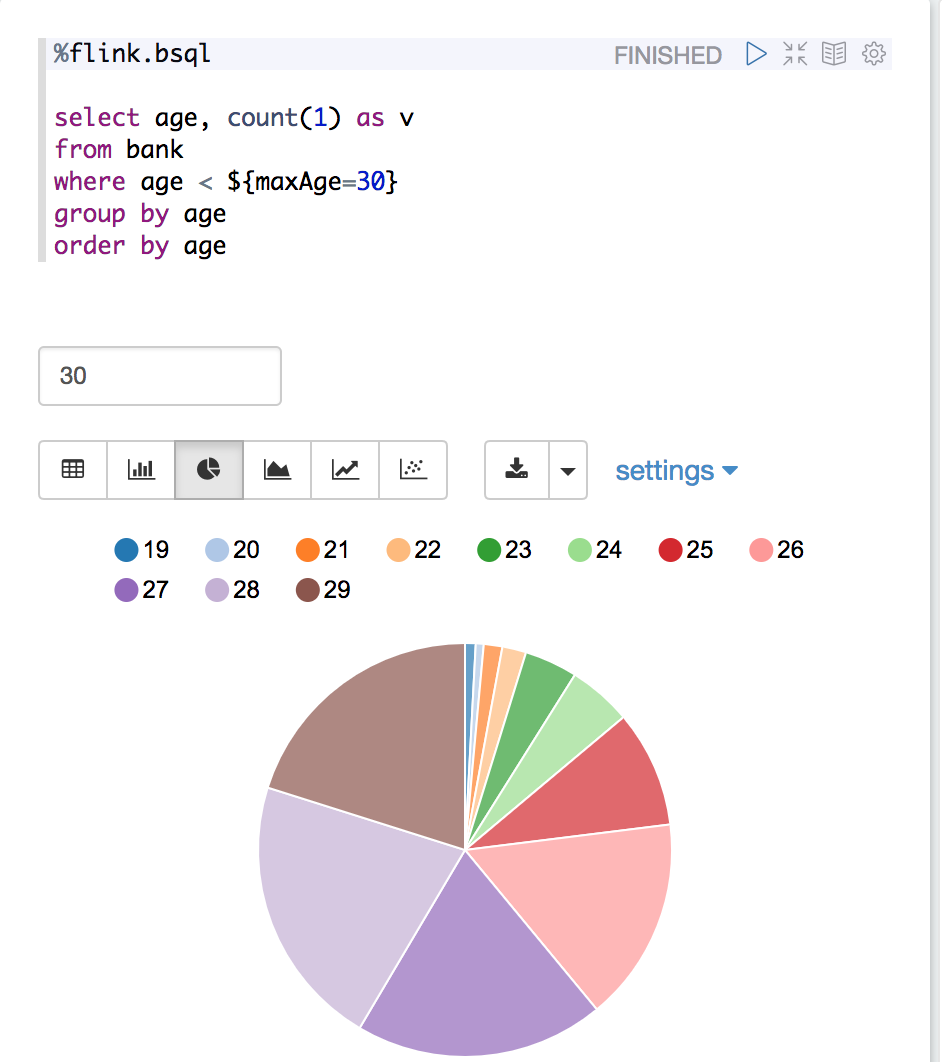 %flink.bsql FINISHED
select age, count(1) as v
from bank
where age < ${maxAge=30}
group by age
order by age
30
settings
19 20 21 22 23 24 25 26
27 28 29